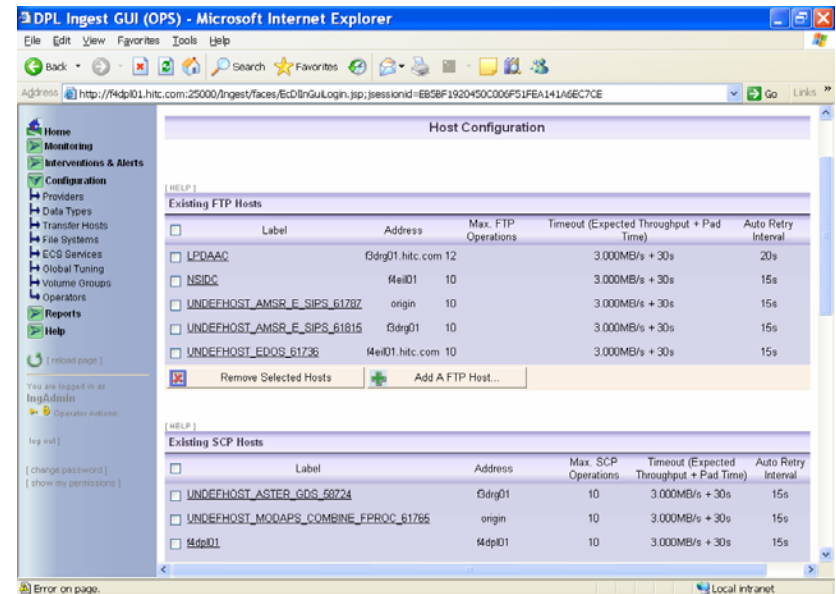 DPL Ingest GUI (OPS) - Microsoft Internet Explorer
File Edit View Favorites Tools Help
Back Search Favorites
Address http://f4dpl01.hitc.com:25000/Ingest/faces/EcDlInGuiLogin.jsp;jsessionid=EB5BF1920450C006F51FEA141A6EC7CE Go Links »
Home
Monitoring
Interventions & Alerts
Configuration
Providers
Data Types
Transfer Hosts
File Systems
ECS Services
Global Tuning
Volume Groups
Operators
Reports
Help
[ reload page ]
You are logged in as
IngAdmin
Operator Actions
log out ]
[ change password ]
[ show my permissions ]
Host Configuration
[ HELP ]
Existing FTP Hosts
Label Address Max. FTP Operations Timeout (Expected Throughput + Pad Time) Auto Retry Interval
LPDAAC f3drg01.hitc.com 12 3.000MB/s + 30s 20s
NSIDC f4eil01 10 3.000MB/s + 30s 15s
UNDEFHOST_AMSR_E_SIPS_61787 origin 10 3.000MB/s + 30s 15s
UNDEFHOST_AMSR_E_SIPS_61815 f3drg01 10 3.000MB/s + 30s 15s
UNDEFHOST_EDOS_61736 f4eil01.hitc.com 10 3.000MB/s + 30s 15s
Remove Selected Hosts Add A FTP Host...
[ HELP ]
Existing SCP Hosts
Label Address Max. SCP Operations Timeout (Expected Throughput + Pad Time) Auto Retry Interval
UNDEFHOST_ASTER_GDS_58724 f3drg01 10 3.000MB/s + 30s 15s
UNDEFHOST_MODAPS_COMBINE_FPROC_61765 origin 10 3.000MB/s + 30s 15s
f4dpl01 f4dpl01 10 3.000MB/s + 30s 15s
Error on page. Local intranet